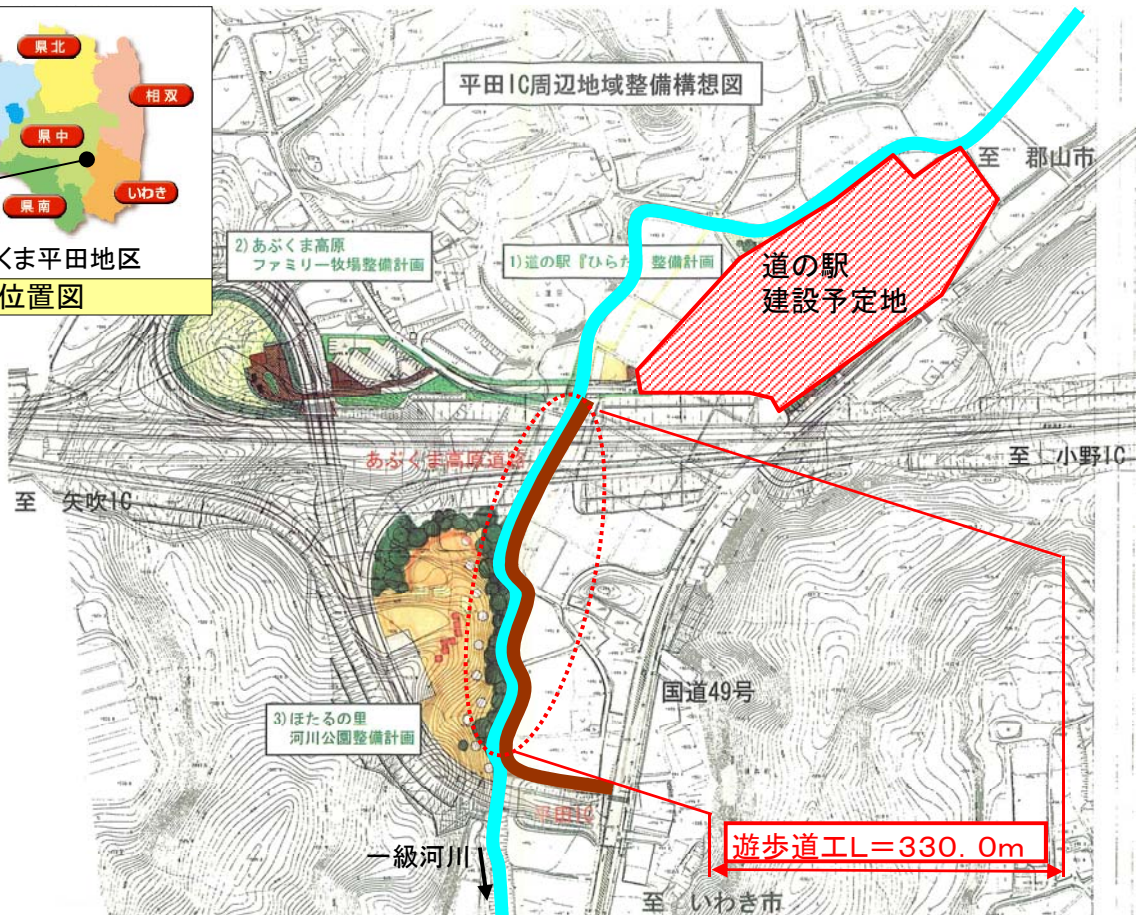 県北
相双
県中
いわき
県南
くま平田地区
位置図
平田IC周辺地域整備構想図
至 郡山市
2)あぶくま高原
ファミリー牧場整備計画
1)道の駅『ひらた 整備計画
道の駅
建設予定地
あぶくま高原道路
至 小野IC
至 矢吹IC
国道49号
3)ほたるの里
河川公園整備計画
平田IC
遊歩道工L=330.0m
一級河川
至 いわき市